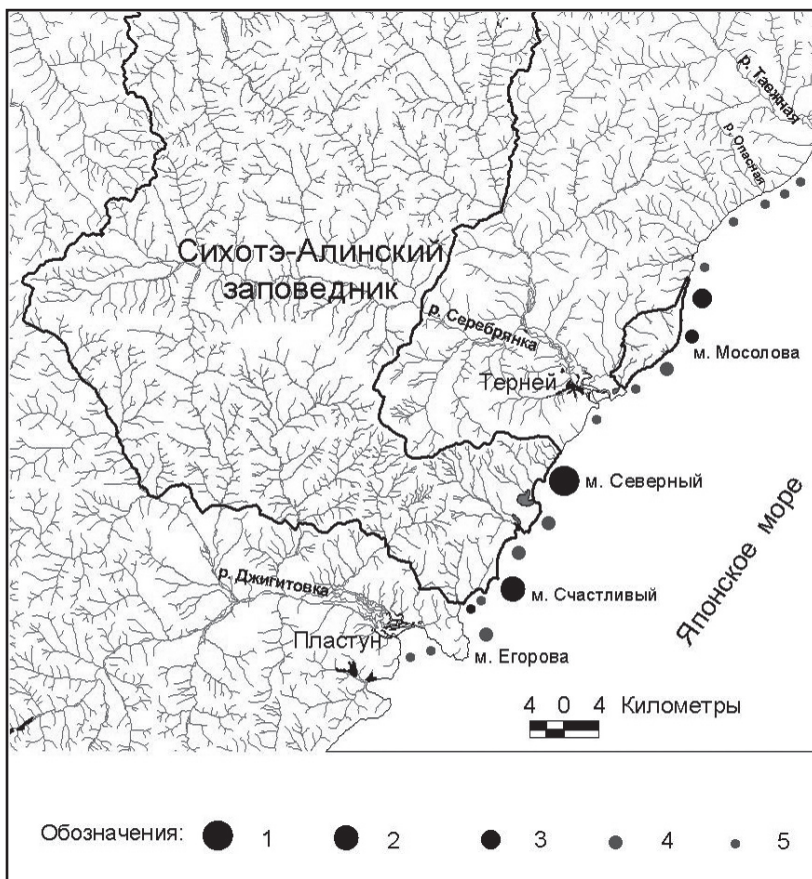 р. Таежная
р. Опасная
Сихотэ-Алинский
заповедник
р. Серебрянка
м. Мосолова
Терней
м. Северный
Японское море
р. Джигитовка
м. Счастливый
Пластун
м. Егорова
4 0 4 Километры
Обозначения: 1 2 3 4 5